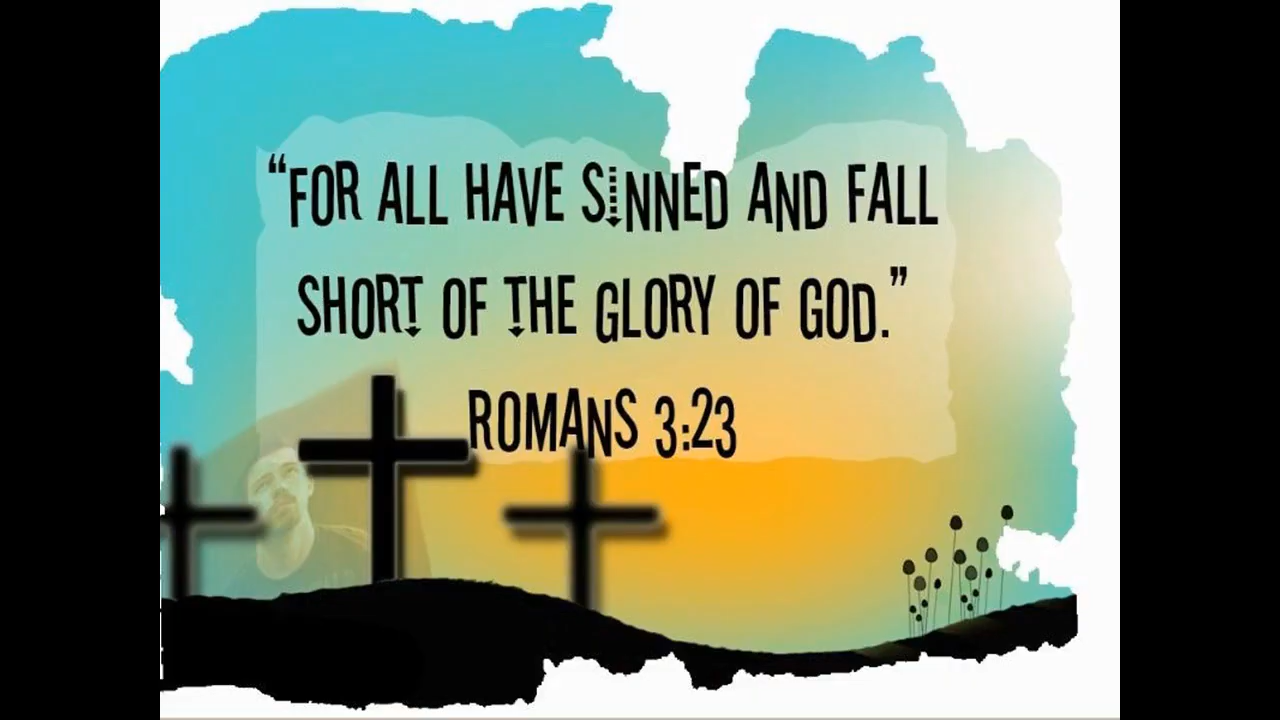 “FOR ALL HAVE SINNED AND FALL
SHORT OF THE GLORY OF GOD.”
ROMANS 3:23